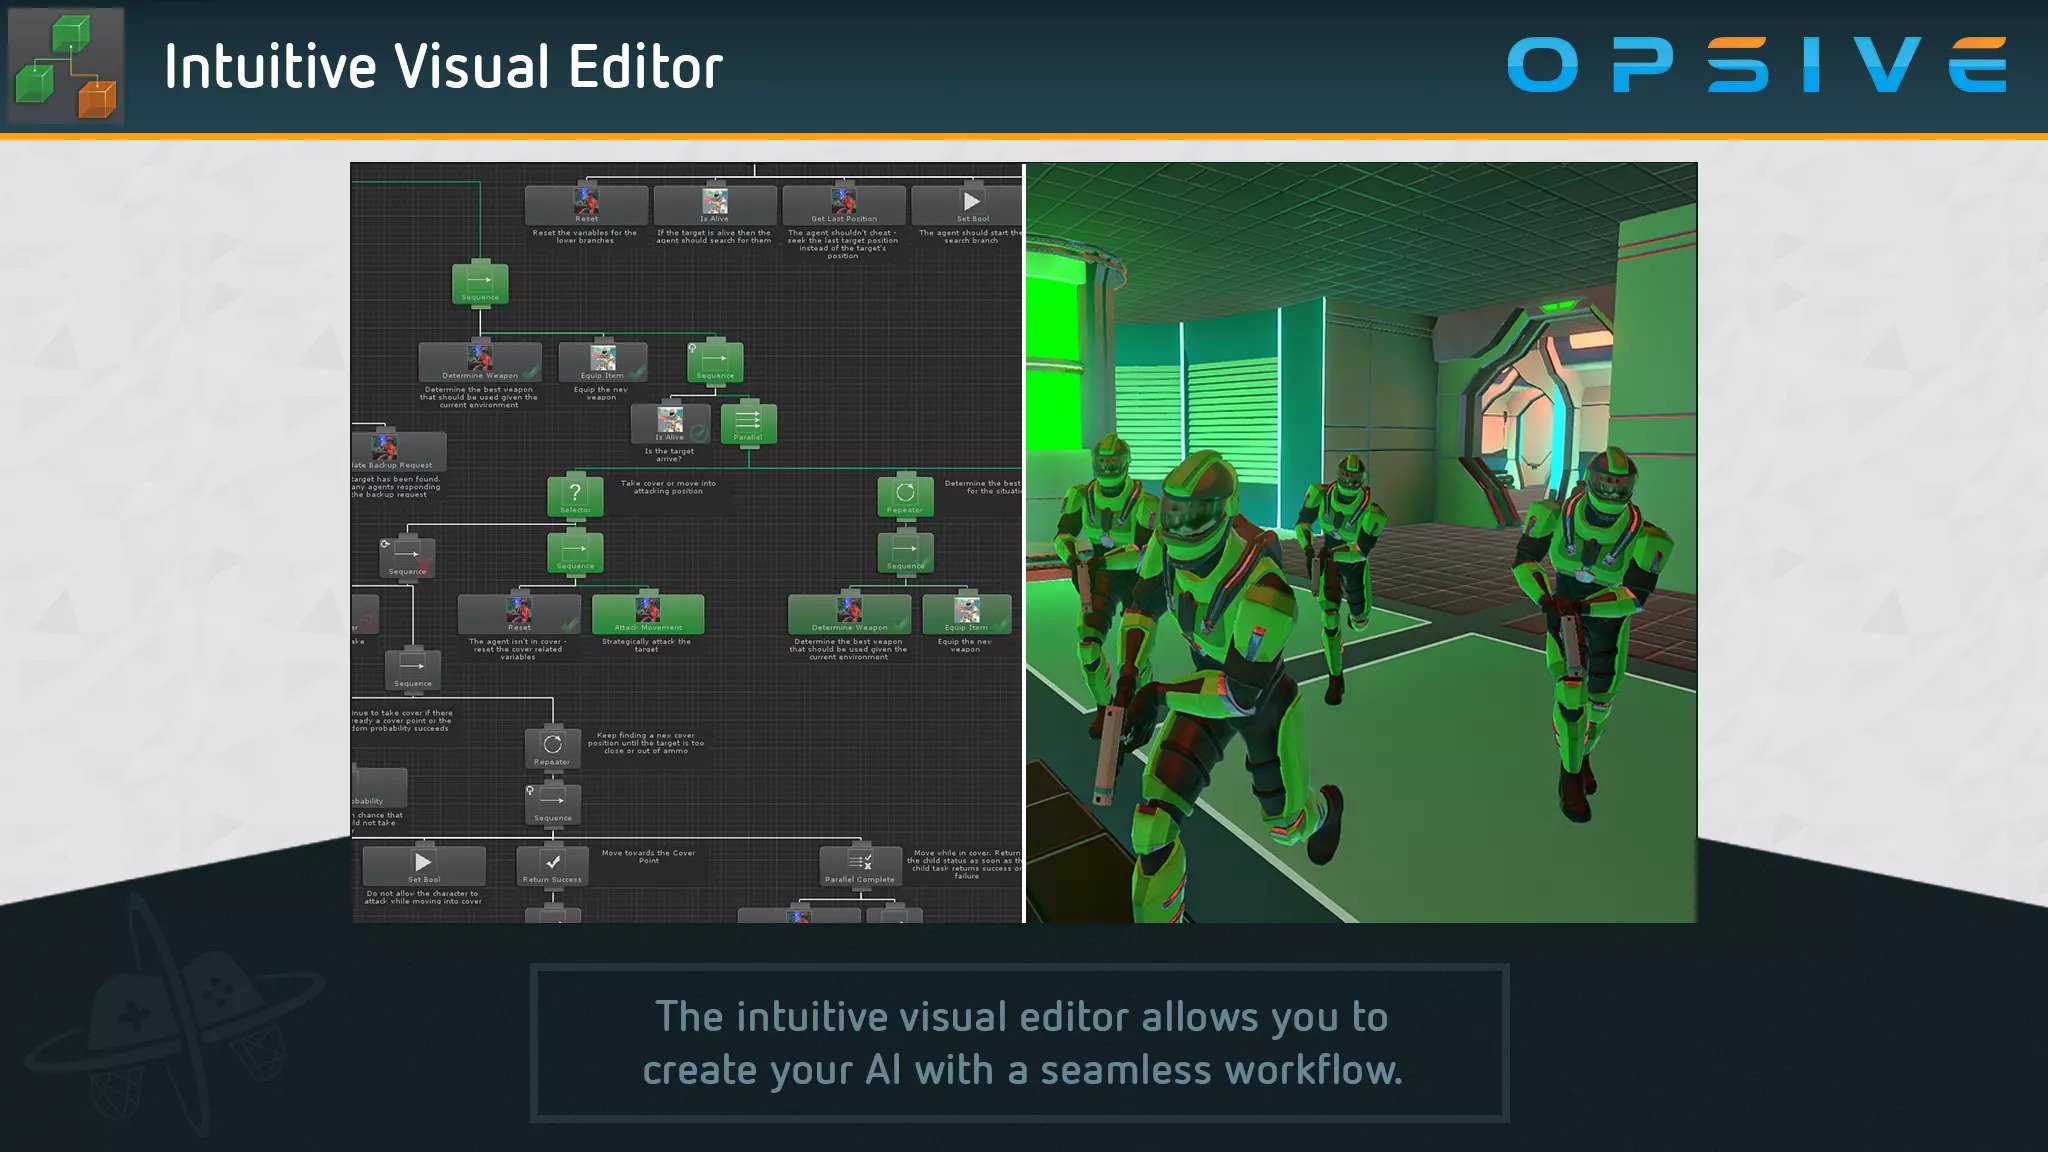 Intuitive Visual Editor
OPSIVE
Reset
Is Alive
Get Last Position
Set Bool
Reset the variables for the
lower branches
If the target is alive then the
agent should search for them
The agent shouldn't cheat -
seek the last target position
instead of the target's
position
The agent should start the
search branch
Sequence
Determine Weapon
Equip Item
Sequence
Determine the best weapon
that should be used given the
current environment
Equip the new
weapon
Is Alive
Parallel
Is the target
arrive?
Backup Request
target has been found.
any agents responding
the backup request
Selector
Take cover or move into
attacking position
Repeater
Determine the best
for the
Sequence
Sequence
Sequence
Reset
Attack Movement
Determine Weapon
Equip Item
The agent isn't in cover -
reset the cover related
variables
Strategically attack the
target
Determine the best weapon
that should be used given the
current environment
Equip the new
weapon
Sequence
to take cover if there
a cover point or the
probability succeeds
Repeater
Keep finding a new cover
position until the target is too
close or out of ammo
Sequence
chance that
not take
Set Bool
Return Success
Move towards the Cover
Point
Parallel Complete
Move while in cover. Return
the child status as soon as
child task returns success or
failure
Do not allow the character to
attack while moving into cover
The intuitive visual editor allows you to
create your AI with a seamless workflow.